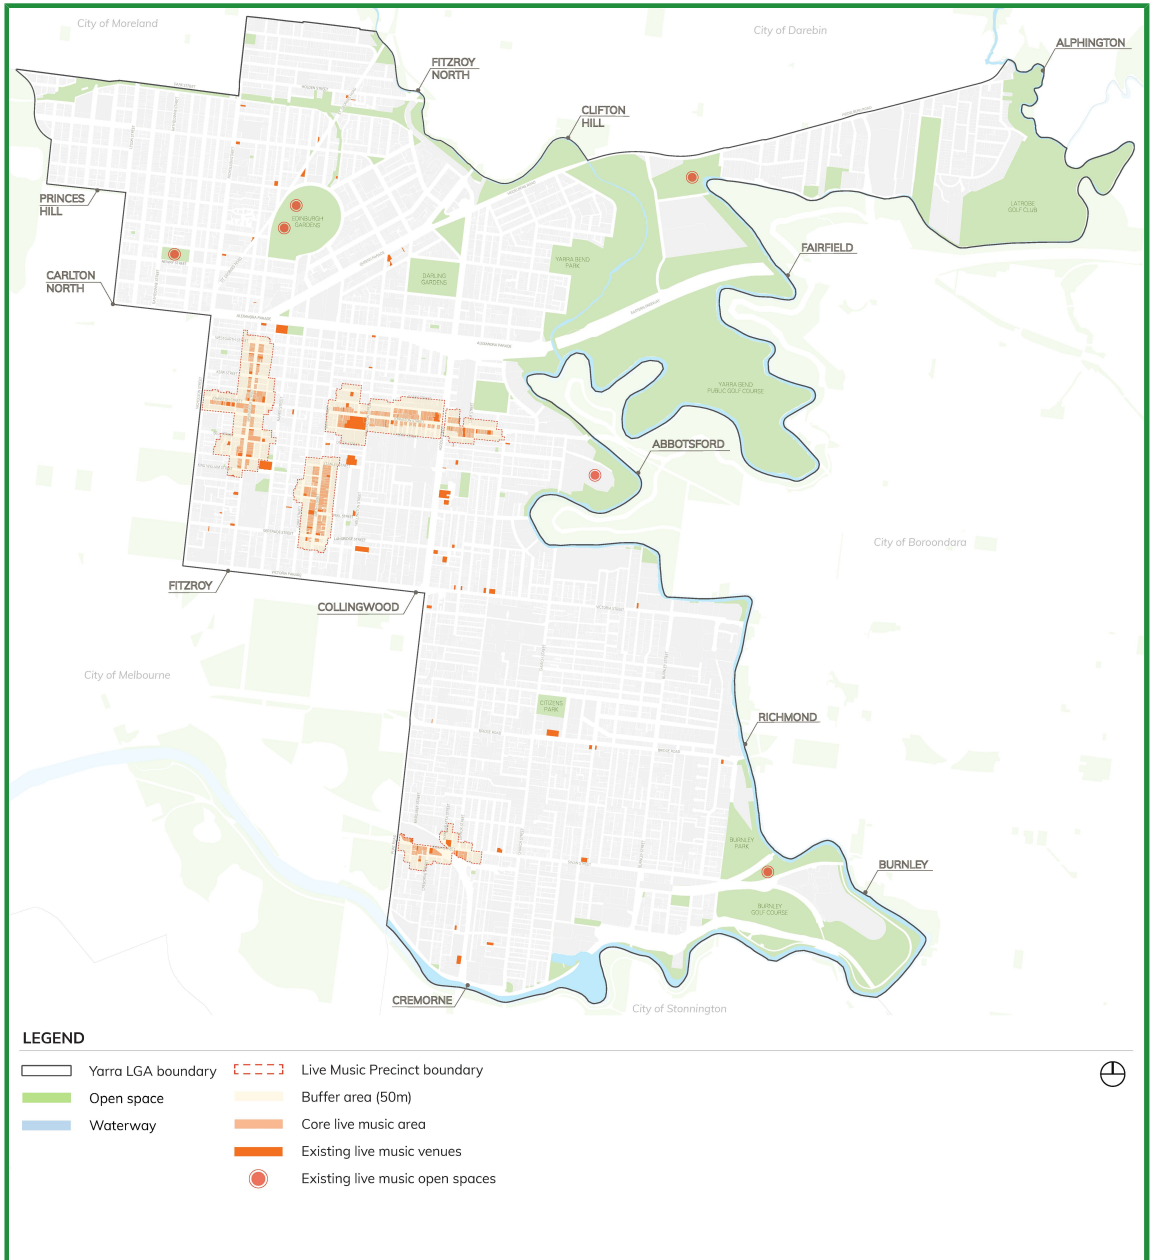 City of Moreland
City of Darebin
ALPHINGTON
FITZROY
NORTH
CLIFTON
HILL
PRINCES
HILL
EDINBURGH
GARDENS
LATROBE
GOLF CLUB
FAIRFIELD
YARRA BEND
PARK
CARLTON
NORTH
DARLING
GARDENS
ALEXANDRA PARADE
YARRA BEND
PUBLIC GOLF COURSE
ABBOTSFORD
City of Boroondara
FITZROY
COLLINGWOOD
City of Melbourne
CITIZENS
PARK
RICHMOND
BURNLEY
PARK
BURNLEY
BURNLEY
GOLF COURSE
CREMORNE
City of Stonnington
LEGEND
Yarra LGA boundary
Open space
Waterway
Live Music Precinct boundary
Buffer area (50m)
Core live music area
Existing live music venues
Existing live music open spaces